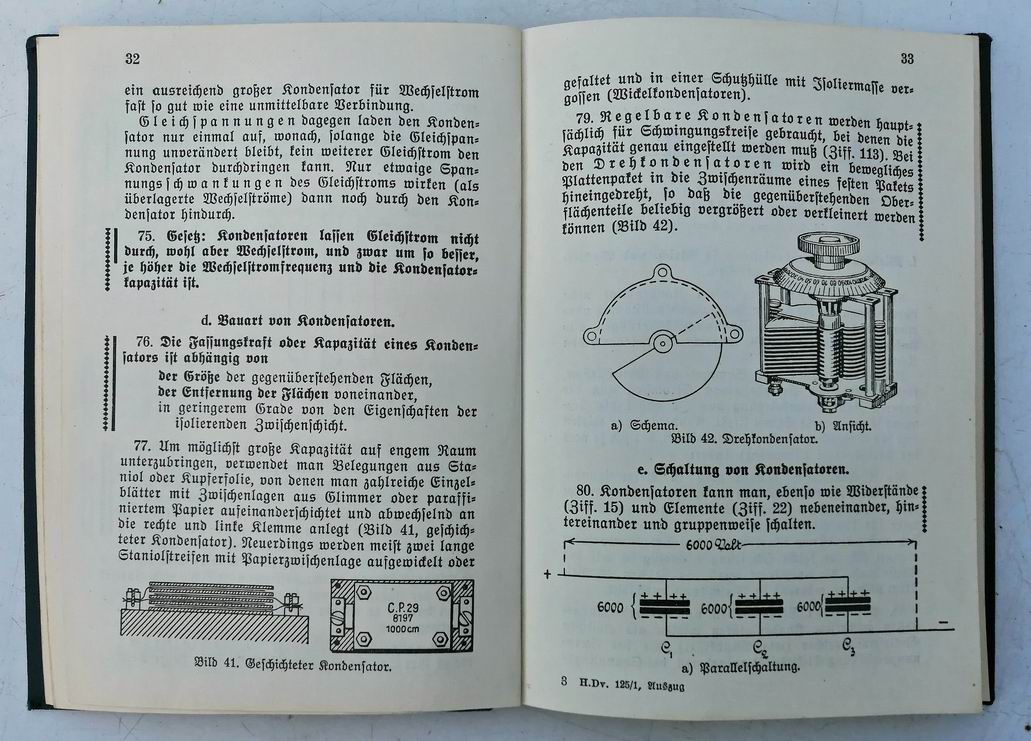 32
ein ausreichend großer Kondensator für Wechselstrom
fast so gut wie eine unmittelbare Verbindung.
Gleichspannungen dagegen laden den Konden-
sator nur einmal auf, wonach, solange die Gleichspan-
nung unverändert bleibt, kein weiterer Gleichstrom den
Kondensator durchdringen kann. Nur etwaige Span-
nungsschwankungen des Gleichstroms wirken (als
überlagerte Wechselströme) dann noch durch den Kon-
densator hindurch.
75. Gesetz: Kondensatoren lassen Gleichstrom nicht
durch, wohl aber Wechselstrom, und zwar um so besser,
je höher die Wechselstromfrequenz und die Kondensator-
kapazität ist.
d. Bauart von Kondensatoren.
76. Die Fassungskraft oder Kapazität eines Konden-
sators ist abhängig von
der Größe der gegenüberstehenden Flächen,
der Entfernung der Flächen voneinander,
in geringerem Grade von den Eigenschaften der
isolierenden Zwischenschicht.
77. Um möglichst große Kapazität auf engem Raum
unterzubringen, verwendet man Belegungen aus Sta-
niol oder Kupferfolie, von denen man zahlreiche Einzel-
blätter mit Zwischenlagen aus Glimmer oder paraffi-
niertem Papier aufeinanderschichtet und abwechselnd an
die rechte und linke Klemme anlegt (Bild 41, geschich-
teter Kondensator). Neuerdings werden meist zwei lange
Staniolstreifen mit Papierzwischenlage aufgewickelt oder
C.P.29
8197
1000cm
Bild 41. Geschichteter Kondensator.
33
gefaltet und in einer Schutzhülle mit Isoliermasse ver-
gossen (Wickelkondensatoren).
79. Regelbare Kondensatoren werden haupt-
sächlich für Schwingungskreise gebraucht, bei denen die
Kapazität genau eingestellt werden muß (Ziff. 113). Bei
den Drehkondensatoren wird ein bewegliches
Plattenpaket in die Zwischenräume eines festen Pakets
hineingedreht, so daß die gegenüberstehenden Ober-
flächenteile beliebig vergrößert oder verkleinert werden
können (Bild 42).
a) Schema.
b) Ansicht.
Bild 42. Drehkondensator.
e. Schaltung von Kondensatoren.
80. Kondensatoren kann man, ebenso wie Widerstände
(Ziff. 15) und Elemente (Ziff. 22) nebeneinander, hin-
tereinander und gruppenweise schalten.
6000 Volt
+ −
+ + + + + + + + + +
6000 6000 6000
C1 C2 C3
a) Parallelschaltung.
3 H.Dv. 125/1, Auszug